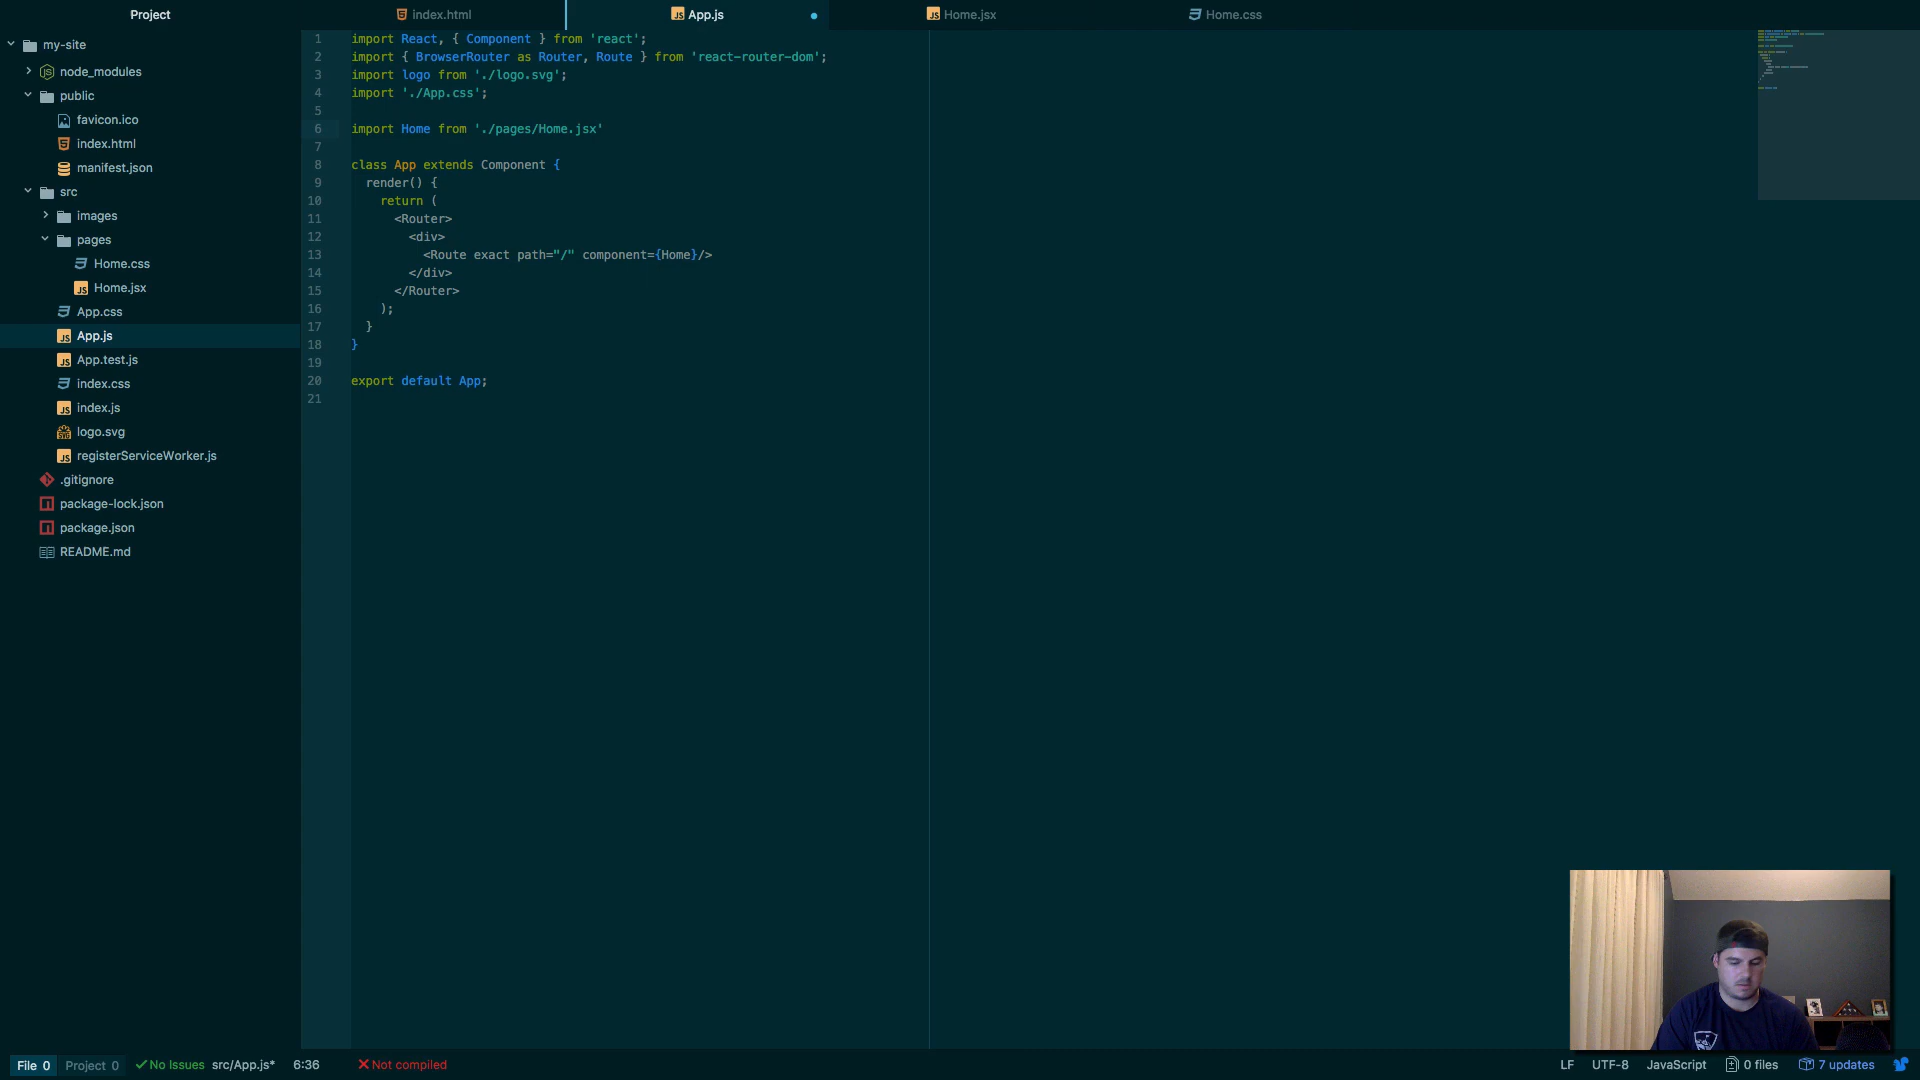 Project
index.html
App.js
Home.jsx
Home.css
my-site
node_modules
public
favicon.ico
index.html
manifest.json
src
images
pages
Home.css
Home.jsx
App.css
App.js
App.test.js
index.css
index.js
logo.svg
registerServiceWorker.js
.gitignore
package-lock.json
package.json
README.md
1 import React, { Component } from 'react';
2 import { BrowserRouter as Router, Route } from 'react-router-dom';
3 import logo from './logo.svg';
4 import './App.css';
5
6 import Home from './pages/Home.jsx'
7
8 class App extends Component {
9 render() {
10 return (
11 <Router>
12 <div>
13 <Route exact path="/" component={Home}/>
14 </div>
15 </Router>
16 );
17 }
18 }
19
20 export default App;
21
File 0 Project 0 No Issues src/App.js* 6:36 Not compiled LF UTF-8 JavaScript 0 files 7 updates